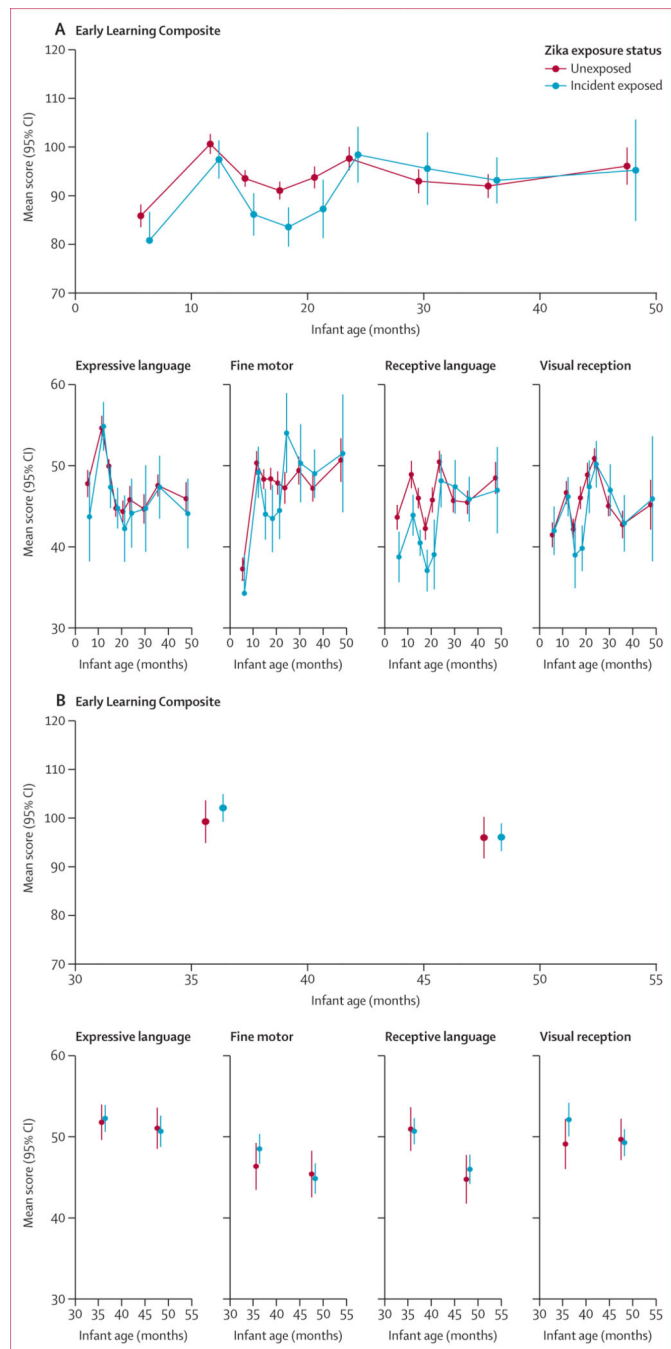 A Early Learning Composite
120
110
100
90
80
70
Mean score (95% CI)
0 10 20 30 40 50
Infant age (months)
Zika exposure status
Unexposed
Incident exposed
Expressive language
Fine motor
Receptive language
Visual reception
60
50
40
30
Mean score (95% CI)
0 10 20 30 40 50
0 10 20 30 40 50
0 10 20 30 40 50
0 10 20 30 40 50
Infant age (months)
Infant age (months)
Infant age (months)
Infant age (months)
B Early Learning Composite
120
110
100
90
80
70
Mean score (95% CI)
30 35 40 45 50 55
Infant age (months)
Expressive language
Fine motor
Receptive language
Visual reception
60
50
40
30
Mean score (95% CI)
30 35 45 50 55
30 35 45 50 55
30 35 45 50 55
30 35 45 50 55
Infant age (months)
Infant age (months)
Infant age (months)
Infant age (months)